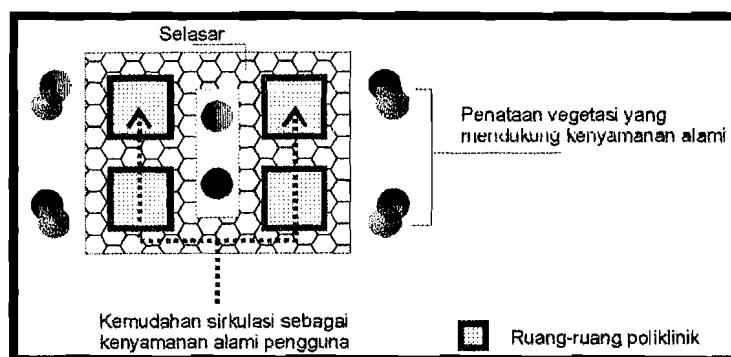 Selasar
Penataan vegetasi yang
mendukung kenyamanan alami
Kemudahan sirkulasi sebagai
kenyamanan alami pengguna
Ruang-ruang poliklinik